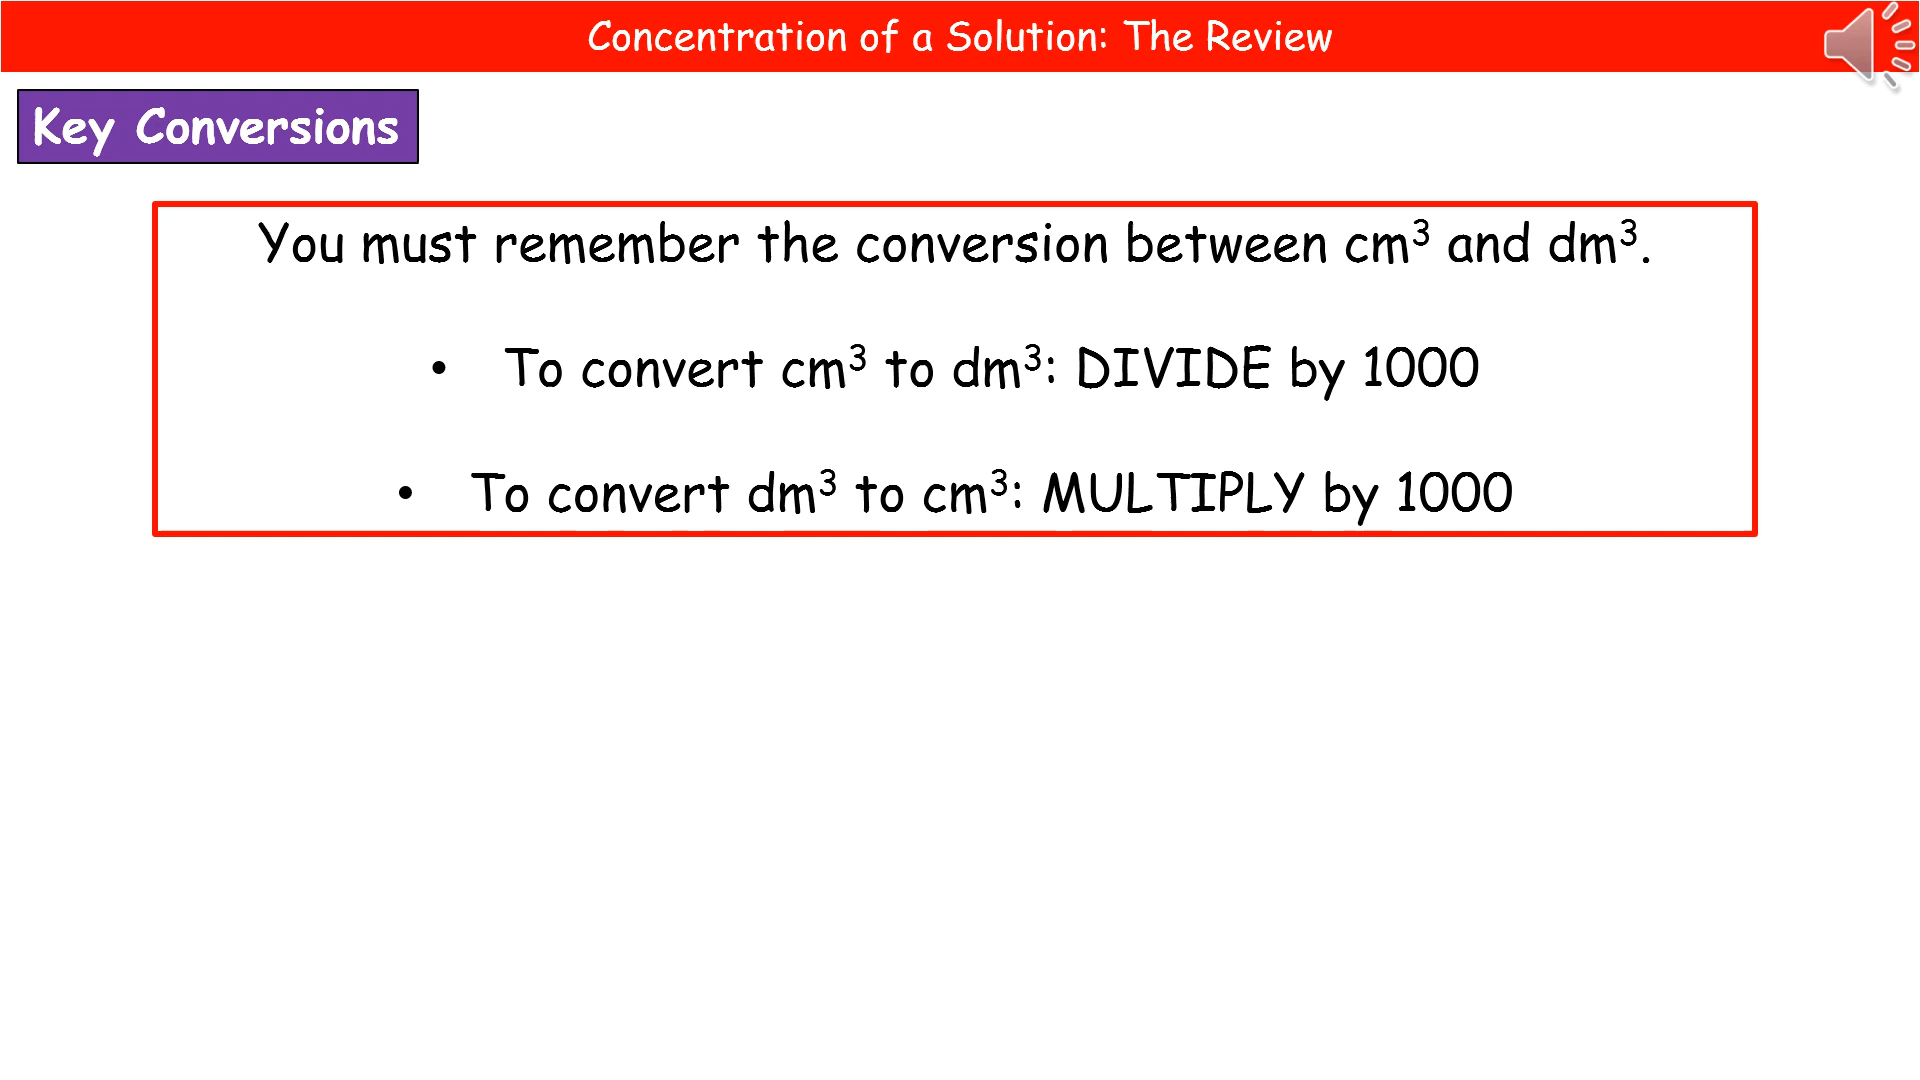 Concentration of a Solution: The Review
Key Conversions
You must remember the conversion between cm³ and dm³.
• To convert cm³ to dm³: DIVIDE by 1000
• To convert dm³ to cm³: MULTIPLY by 1000